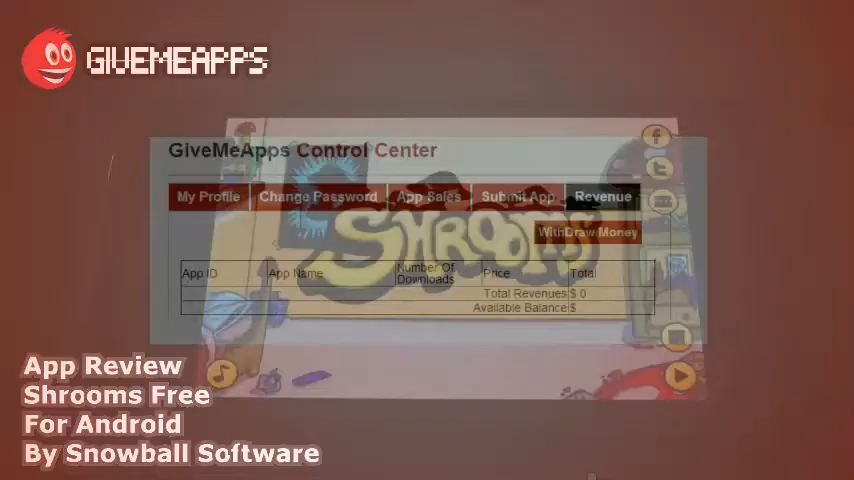 GIVEMEAPPS
GiveMeApps Control Center
My Profile Change Password App Sales Submit App Revenue
WithDraw Money
SHROOMS
App ID App Name Number Of Downloads Price Total
Total Revenues $ 0
Available Balance $
App Review
Shrooms Free
For Android
By Snowball Software